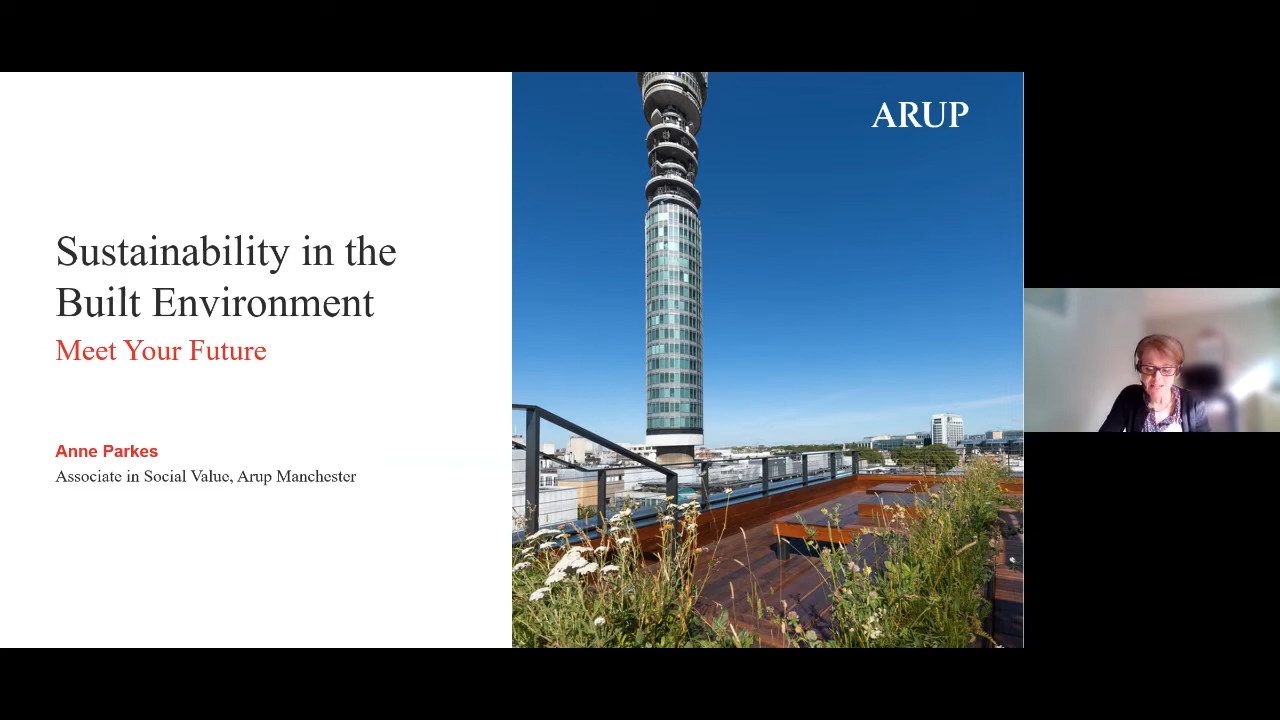 Sustainability in the
Built Environment
Meet Your Future
Anne Parkes
Associate in Social Value, Arup Manchester
ARUP